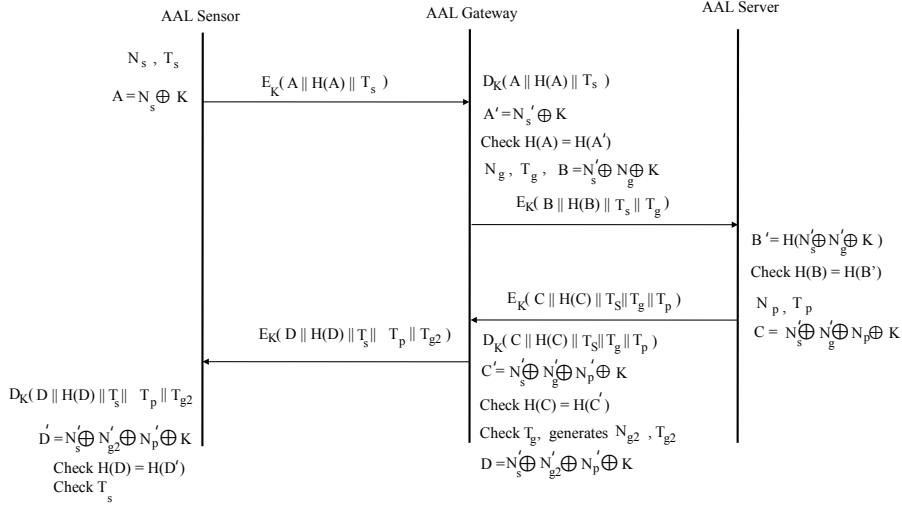 AAL Sensor
AAL Gateway
AAL Server
N_s , T_s
A = N_s ⊕ K
E_K( A || H(A) || T_s )
D_K( A || H(A) || T_s )
A' = N_s' ⊕ K
Check H(A) = H(A')
N_g , T_g , B = N_s' ⊕ N_g ⊕ K
E_K( B || H(B) || T_s || T_g )
B' = H(N_s' ⊕ N_g' ⊕ K )
Check H(B) = H(B')
N_p , T_p
C = N_s' ⊕ N_g' ⊕ N_p ⊕ K
E_K( C || H(C) || T_S || T_g || T_p )
D_K( C || H(C) || T_S || T_g || T_p )
C' = N_s' ⊕ N_g' ⊕ N_p' ⊕ K
Check H(C) = H(C')
Check T_g, generates N_g2 , T_g2
D = N_s' ⊕ N_g2' ⊕ N_p' ⊕ K
E_K( D || H(D) || T_s || T_p || T_g2 )
D_K( D || H(D) || T_s || T_p || T_g2
D' = N_s' ⊕ N_g2' ⊕ N_p' ⊕ K
Check H(D) = H(D')
Check T_s